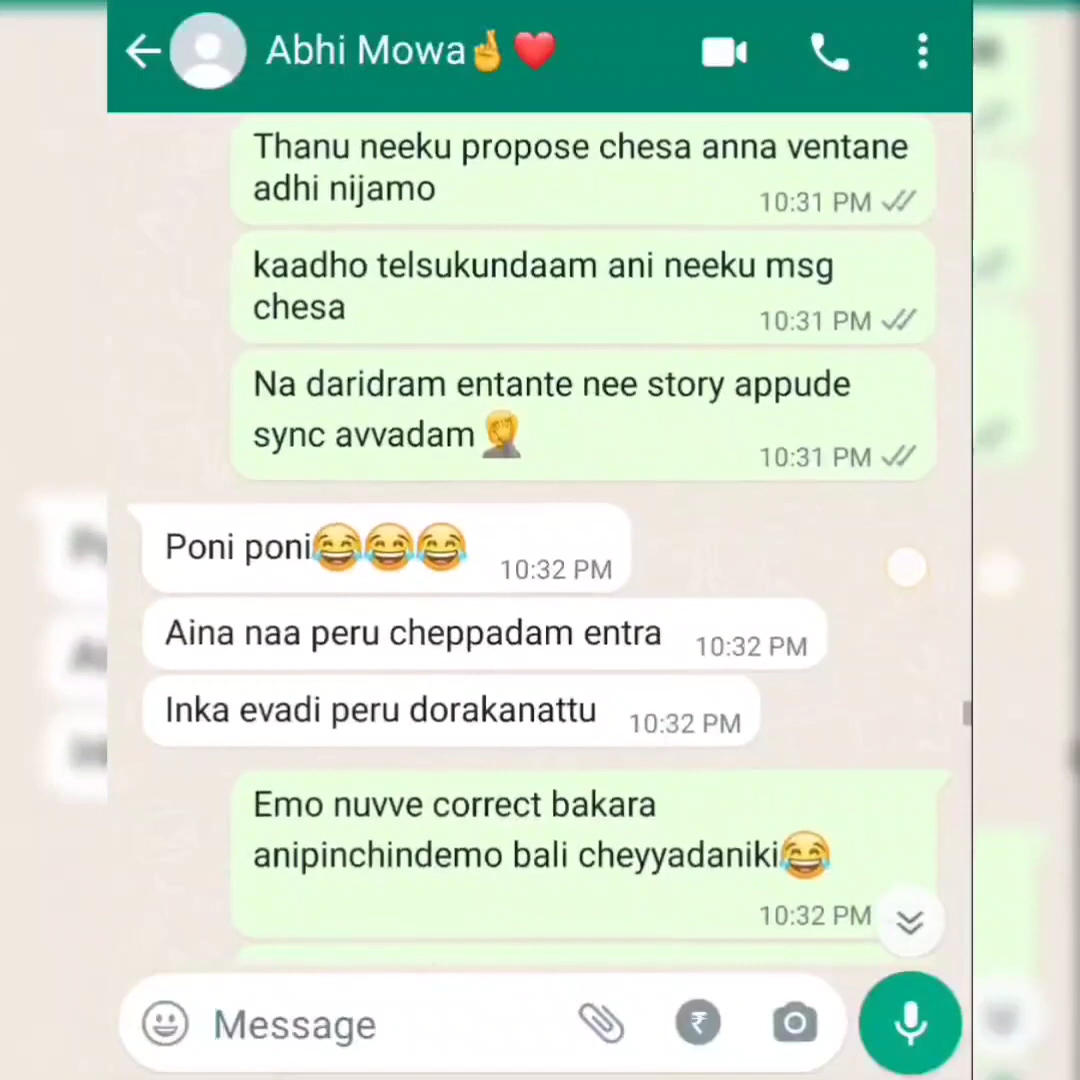 Abhi Mowa🤞❤️
Thanu neeku propose chesa anna ventane
adhi nijamo
10:31 PM
kaadho telsukundaam ani neeku msg
chesa
10:31 PM
Na daridram entante nee story appude
sync avvadam🤦
10:31 PM
Poni poni😂😂😂 10:32 PM
Aina naa peru cheppadam entra 10:32 PM
Inka evadi peru dorakanattu 10:32 PM
Emo nuvve correct bakara
anipinchindemo bali cheyyadaniki😂
10:32 PM
Message
₹